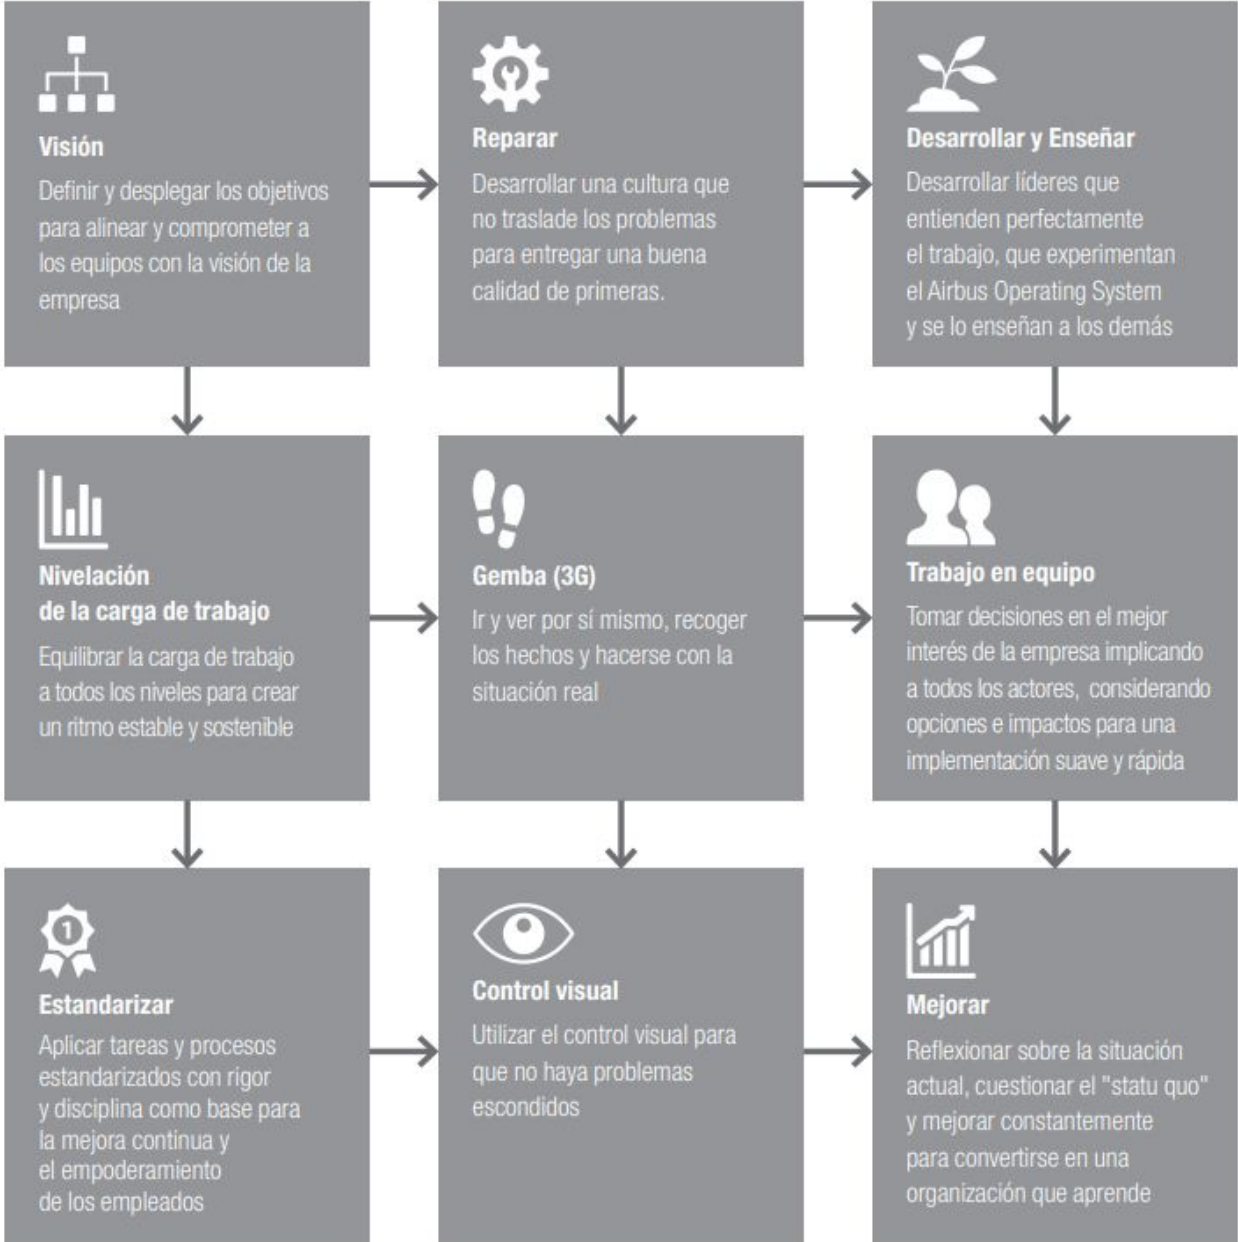 Visión
Definir y desplegar los objetivos
para alinear y comprometer a
los equipos con la visión de la
empresa
Reparar
Desarrollar una cultura que
no traslade los problemas
para entregar una buena
calidad de primeras.
Desarrollar y Enseñar
Desarrollar líderes que
entienden perfectamente
el trabajo, que experimentan
el Airbus Operating System
y se lo enseñan a los demás
Nivelación
de la carga de trabajo
Equilibrar la carga de trabajo
a todos los niveles para crear
un ritmo estable y sostenible
Gemba (3G)
Ir y ver por sí mismo, recoger
los hechos y hacerse con la
situación real
Trabajo en equipo
Tomar decisiones en el mejor
interés de la empresa implicando
a todos los actores, considerando
opciones e impactos para una
implementación suave y rápida
1
Estandarizar
Aplicar tareas y procesos
estandarizados con rigor
y disciplina como base para
la mejora continua y
el empoderamiento
de los empleados
Control visual
Utilizar el control visual para
que no haya problemas
escondidos
Mejorar
Reflexionar sobre la situación
actual, cuestionar el "statu quo"
y mejorar constantemente
para convertirse en una
organización que aprende